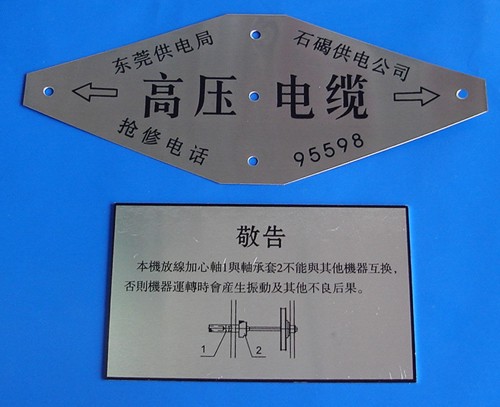 东莞供电局 石碣供电公司
高压电缆
抢修电话 95598
敬告
本機放線加心軸1與軸承套2不能與其他機器互换，
否則機器運轉時會産生振動及其他不良后果。
1 2